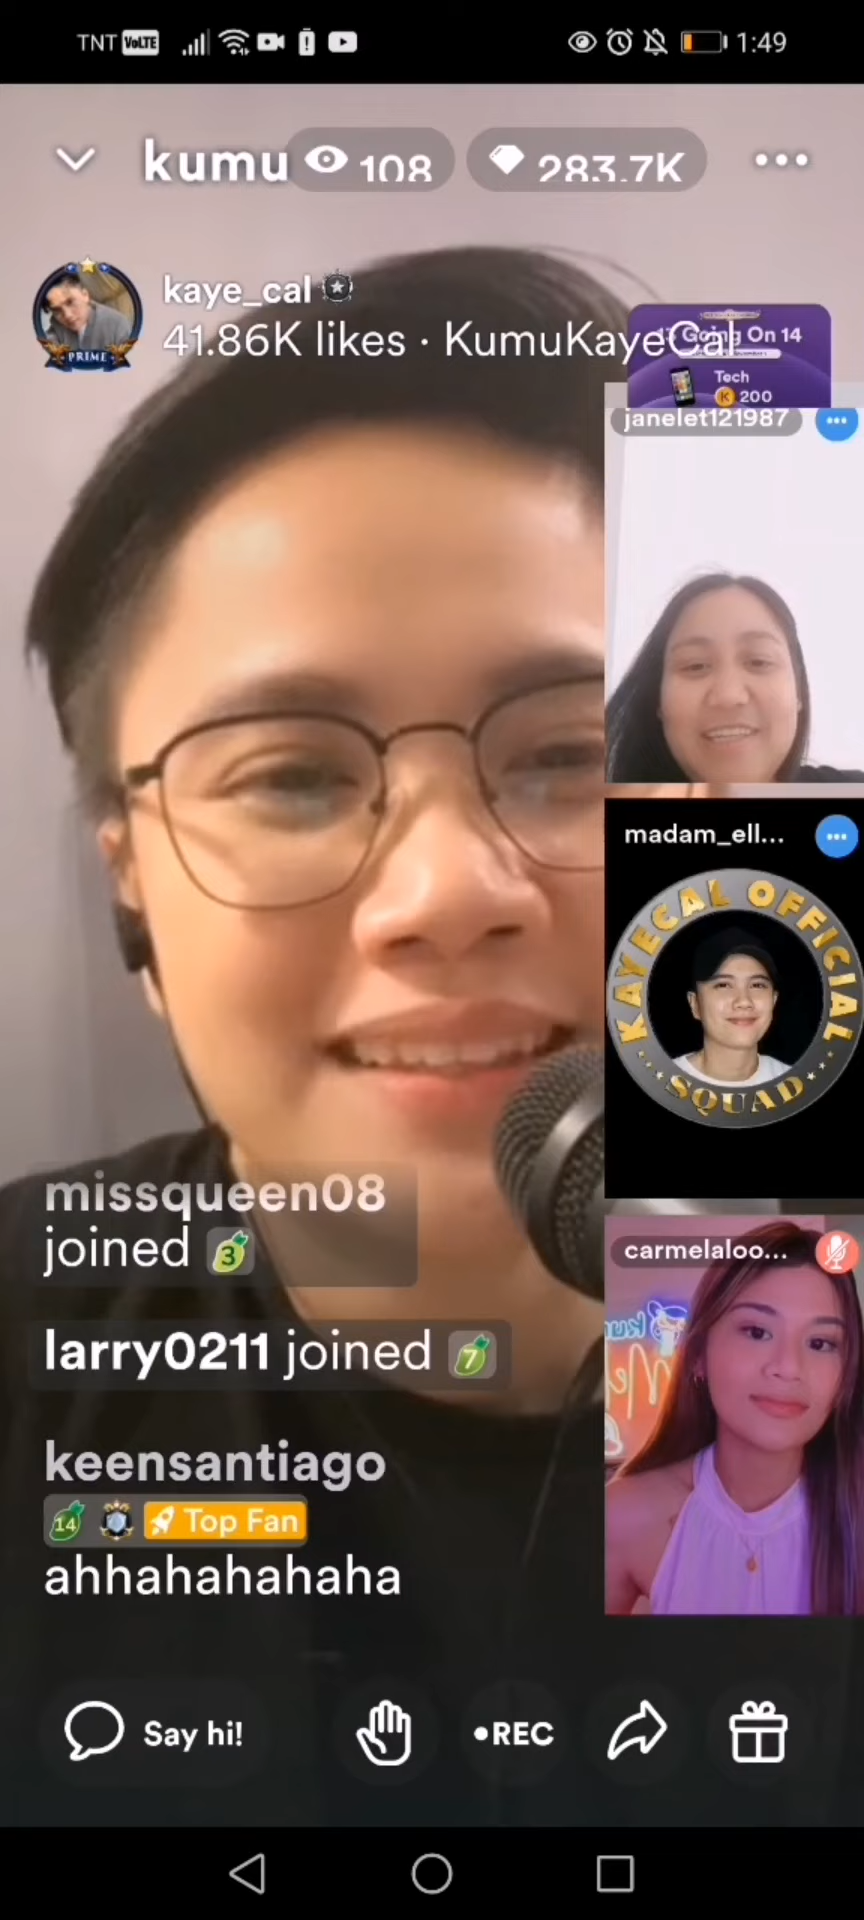 TNT VoLTE 1:49
kumu 108 283.7K
kaye_cal
41.86K likes · KumuKayeCal
PRIME
Going On 14
Tech
K 200
janelet121987
madam_ell...
KAYECAL OFFICIAL
SQUAD
missqueen08
joined 3
carmelaloo...
larry0211 joined 7
keensantiago
14 Top Fan
ahhahahahaha
Say hi!
•REC